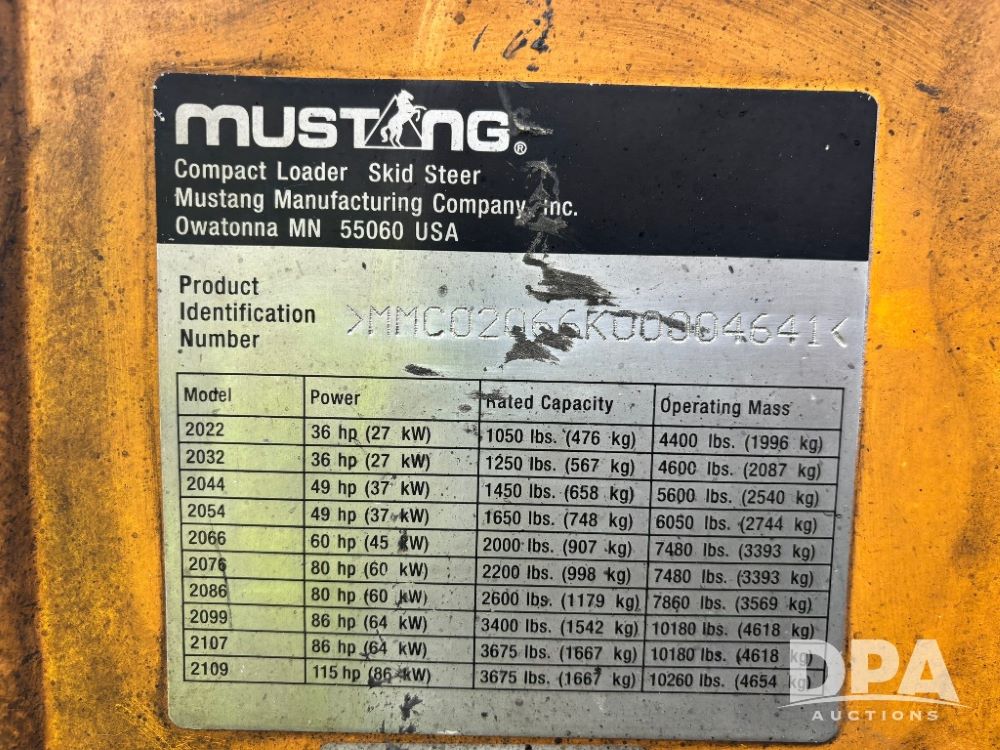 MUSTANG®
Compact Loader Skid Steer
Mustang Manufacturing Company, Inc.
Owatonna MN 55060 USA
Product
Identification
Number
>MMC02066K00004641<
Model Power Rated Capacity Operating Mass
2022 36 hp (27 kW) 1050 lbs. (476 kg) 4400 lbs. (1996 kg)
2032 36 hp (27 kW) 1250 lbs. (567 kg) 4600 lbs. (2087 kg)
2044 49 hp (37 kW) 1450 lbs. (658 kg) 5600 lbs. (2540 kg)
2054 49 hp (37 kW) 1650 lbs. (748 kg) 6050 lbs. (2744 kg)
2066 60 hp (45 kW) 2000 lbs. (907 kg) 7480 lbs. (3393 kg)
2076 80 hp (60 kW) 2200 lbs. (998 kg) 7480 lbs. (3393 kg)
2086 80 hp (60 kW) 2600 lbs. (1179 kg) 7860 lbs. (3569 kg)
2099 86 hp (64 kW) 3400 lbs. (1542 kg) 10180 lbs. (4618 kg)
2107 86 hp (64 kW) 3675 lbs. (1667 kg) 10180 lbs. (4618 kg)
2109 115 hp (86 kW) 3675 lbs. (1667 kg) 10260 lbs. (4654 kg)
DPA
AUCTIONS